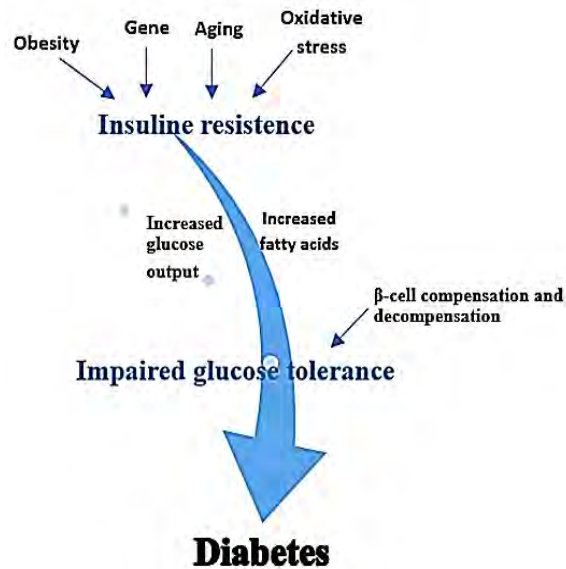 Obesity
Gene
Aging
Oxidative
stress
Insuline resistence
Increased
glucose
output
Increased
fatty acids
β-cell compensation and
decompensation
Impaired glucose tolerance
Diabetes